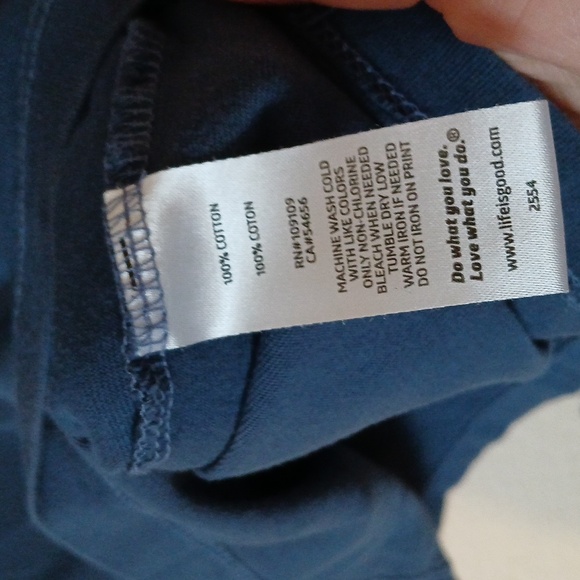 100% COTTON
100% COTON
RN#109109
CA#54656
MACHINE WASH COLD
WITH LIKE COLORS
ONLY NON-CHLORINE
BLEACH WHEN NEEDED
TUMBLE DRY LOW
WARM IRON IF NEEDED
DO NOT IRON ON PRINT
Do what you love.
Love what you do.®
www.lifeisgood.com
2554